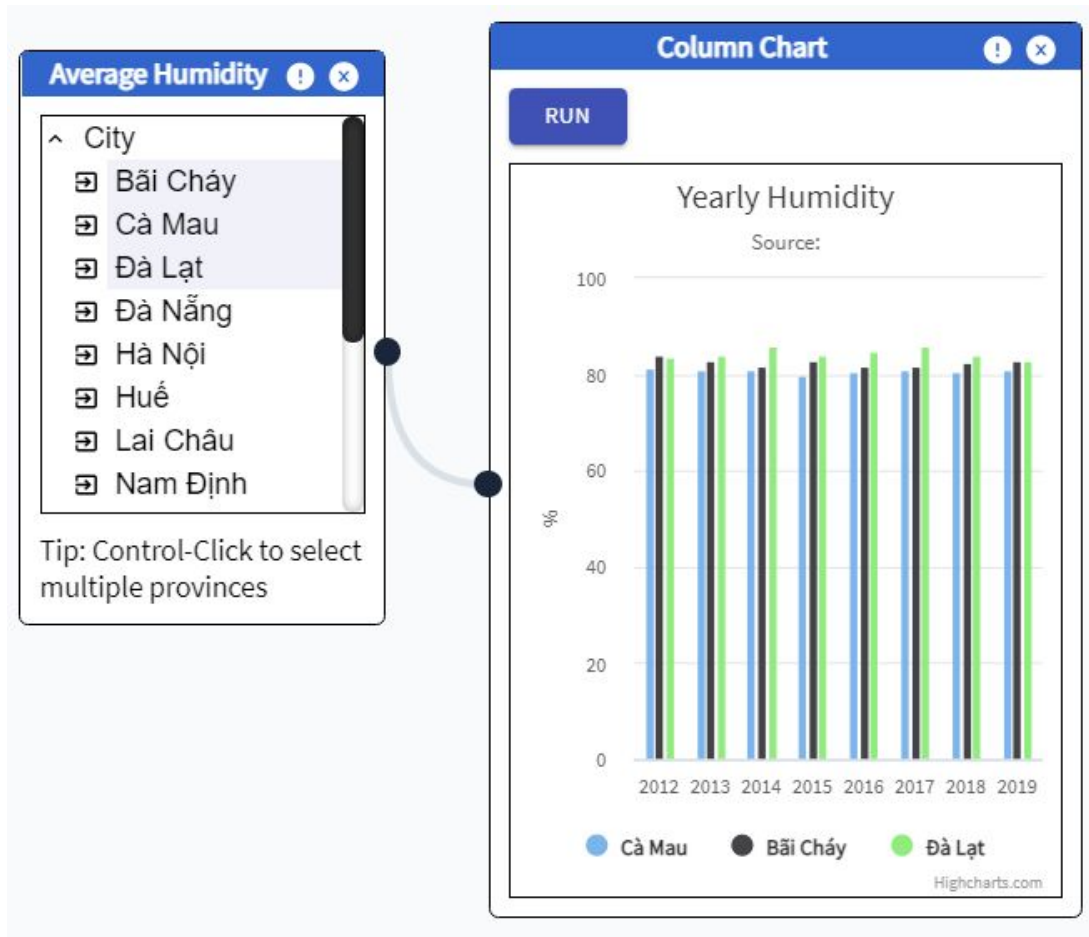 Average Humidity
City
Bãi Cháy
Cà Mau
Đà Lạt
Đà Nẵng
Hà Nội
Huế
Lai Châu
Nam Định
Tip: Control-Click to select
multiple provinces
Column Chart
RUN
Yearly Humidity
Source:
100
80
60
40
20
0
%
2012 2013 2014 2015 2016 2017 2018 2019
Cà Mau Bãi Cháy Đà Lạt
Highcharts.com